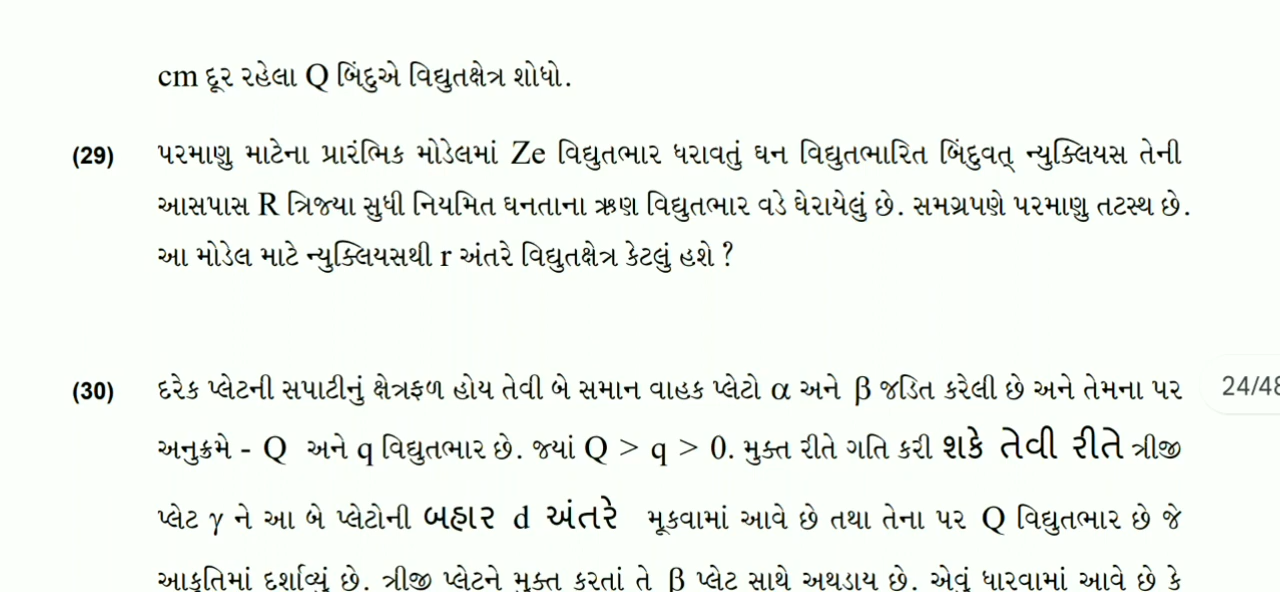 cm દૂર રહેલા Q બિંદુએ વિદ્યુતક્ષેત્ર શોધો.
(29) પરમાણુ માટેના પ્રારંભિક મોડેલમાં Ze વિદ્યુતભાર ધરાવતું ઘન વિદ્યુતભારિત બિંદુવત્ ન્યુક્લિયસ તેની
આસપાસ R ત્રિજ્યા સુધી નિયમિત ઘનતાના ઋણ વિદ્યુતભાર વડે ઘેરાયેલું છે. સમગ્રપણે પરમાણુ તટસ્થ છે.
આ મોડેલ માટે ન્યુક્લિયસથી r અંતરે વિદ્યુતક્ષેત્ર કેટલું હશે ?
(30) દરેક પ્લેટની સપાટીનું ક્ષેત્રફળ હોય તેવી બે સમાન વાહક પ્લેટો α અને β જડિત કરેલી છે અને તેમના પર
24/48
અનુક્રમે - Q અને q વિદ્યુતભાર છે. જ્યાં Q > q > 0. મુક્ત રીતે ગતિ કરી શકે તેવી રીતે ત્રીજી
પ્લેટ γ ને આ બે પ્લેટોની બહાર d અંતરે મૂકવામાં આવે છે તથા તેના પર Q વિદ્યુતભાર છે જે
આકૃતિમાં દર્શાવ્યું છે. ત્રીજી પ્લેટને મુક્ત કરતાં તે β પ્લેટ સાથે અથડાય છે. એવું ધારવામાં આવે છે કે